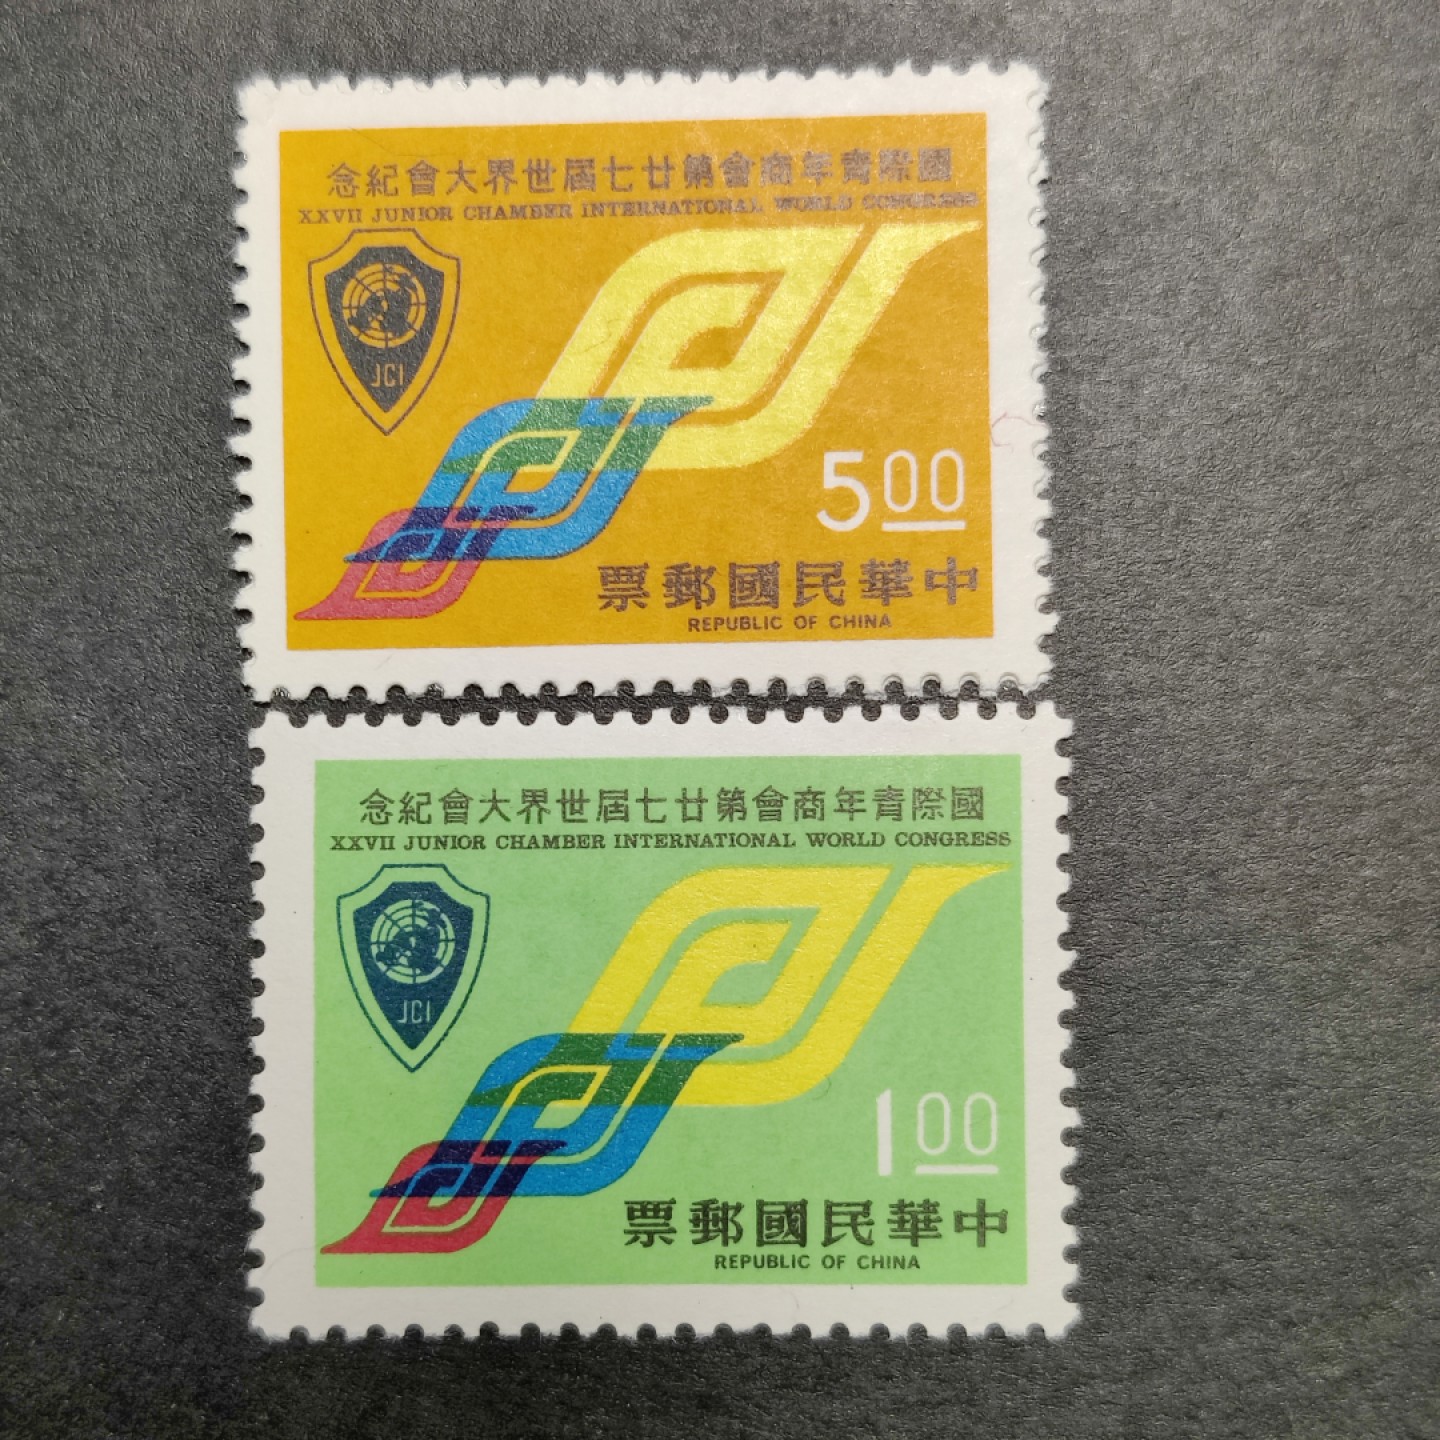 國際青年商會第廿七屆世界大會紀念
XXVII JUNIOR CHAMBER INTERNATIONAL WORLD CONGRESS
JCI
5.00
中華民國郵票
REPUBLIC OF CHINA
國際青年商會第廿七屆世界大會紀念
XXVII JUNIOR CHAMBER INTERNATIONAL WORLD CONGRESS
JCI
1.00
中華民國郵票
REPUBLIC OF CHINA